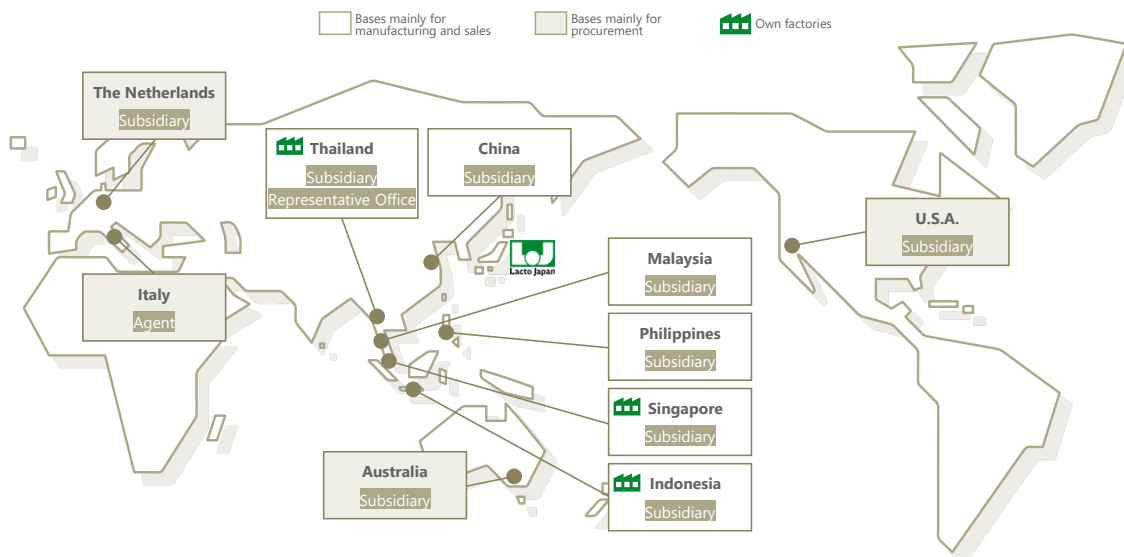 Bases mainly for
manufacturing and sales
Bases mainly for
procurement
Own factories
The Netherlands
Subsidiary
Thailand
Subsidiary
Representative Office
China
Subsidiary
U.S.A.
Subsidiary
Lacto Japan
Malaysia
Subsidiary
Italy
Agent
Philippines
Subsidiary
Singapore
Subsidiary
Australia
Subsidiary
Indonesia
Subsidiary